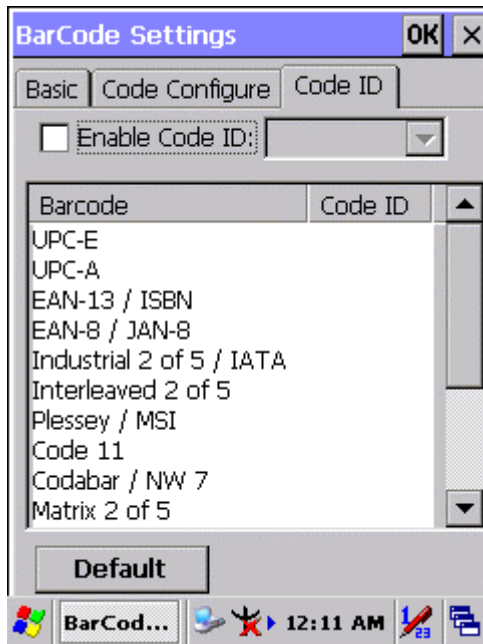 BarCode Settings OK ×
Basic Code Configure Code ID
Enable Code ID:
Barcode Code ID
UPC-E
UPC-A
EAN-13 / ISBN
EAN-8 / JAN-8
Industrial 2 of 5 / IATA
Interleaved 2 of 5
Plessey / MSI
Code 11
Codabar / NW 7
Matrix 2 of 5
Default
BarCod... 12:11 AM 123